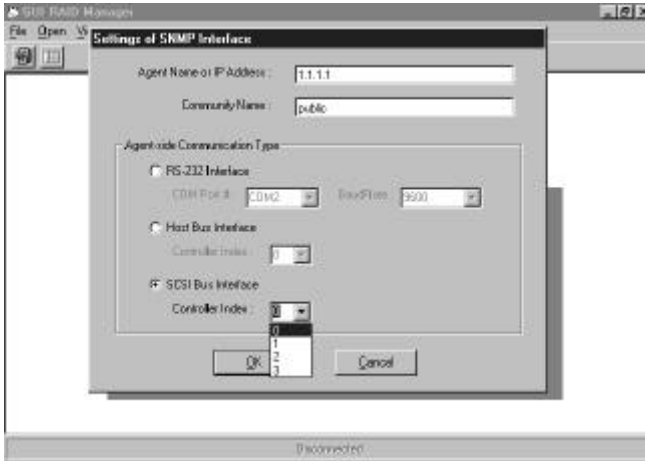 GUI RAID Manager
File Open
Settings of SNMP Interface
Agent Name or IP Address :
1.1.1.1
Community Name :
public
Agent-side Communication Type
RS-232 Interface
COM Port # : COM2 BaudRate : 9600
Host Bus Interface
Controller Index : 0
SCSI Bus Interface
Controller Index : 0
0
1
2
3
OK Cancel
Disconnected